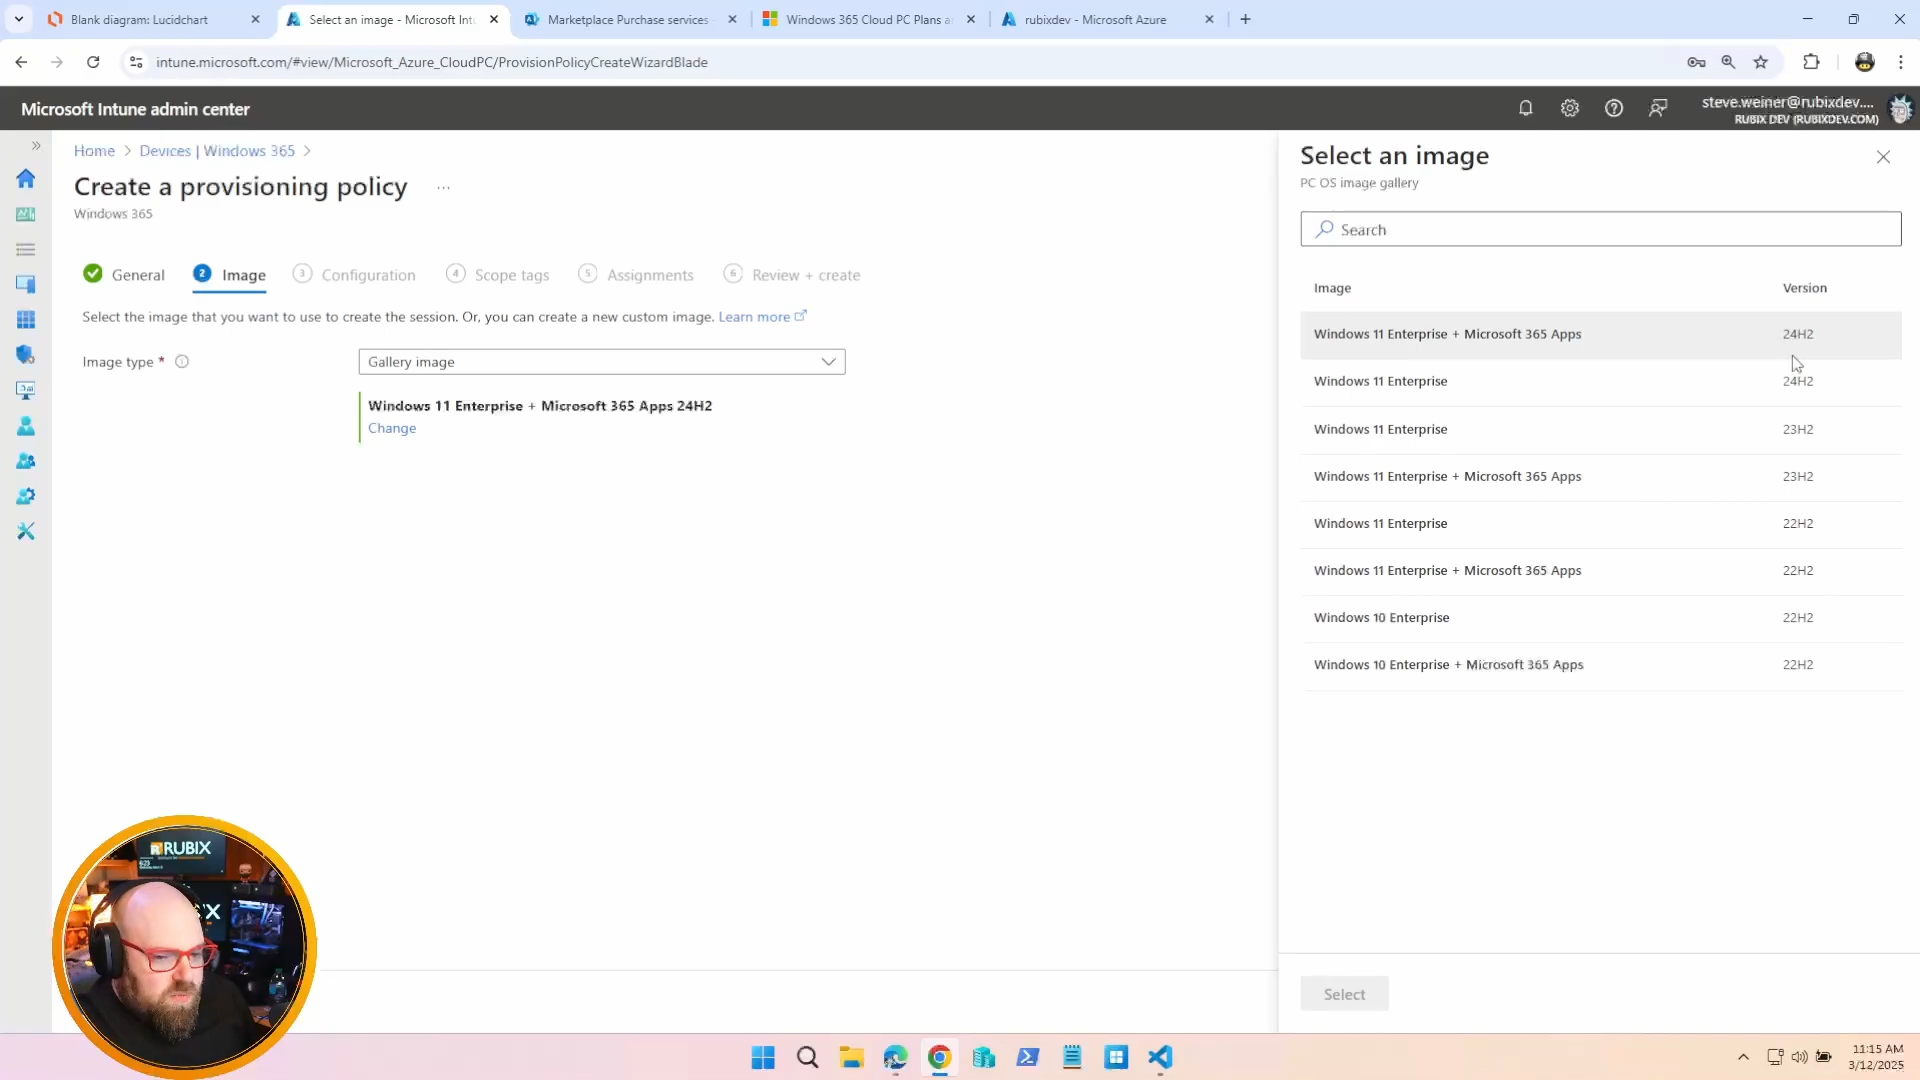 Blank diagram: Lucidchart
Select an image - Microsoft Int
Marketplace Purchase services
Windows 365 Cloud PC Plans a
rubixdev - Microsoft Azure
intune.microsoft.com/#view/Microsoft_Azure_CloudPC/ProvisionPolicyCreateWizardBlade
Microsoft Intune admin center
steve.weiner@rubixdev....
RUBIX DEV (RUBIXDEV.COM)
Home > Devices | Windows 365 >
Create a provisioning policy ...
Windows 365
General
2 Image
3 Configuration
4 Scope tags
5 Assignments
6 Review + create
Select the image that you want to use to create the session. Or, you can create a new custom image. Learn more
Image type *
Gallery image
Windows 11 Enterprise + Microsoft 365 Apps 24H2
Change
Select an image
PC OS image gallery
Search
Image Version
Windows 11 Enterprise + Microsoft 365 Apps 24H2
Windows 11 Enterprise 24H2
Windows 11 Enterprise 23H2
Windows 11 Enterprise + Microsoft 365 Apps 23H2
Windows 11 Enterprise 22H2
Windows 11 Enterprise + Microsoft 365 Apps 22H2
Windows 10 Enterprise 22H2
Windows 10 Enterprise + Microsoft 365 Apps 22H2
Select
RUBIX
11:15 AM
3/12/2025